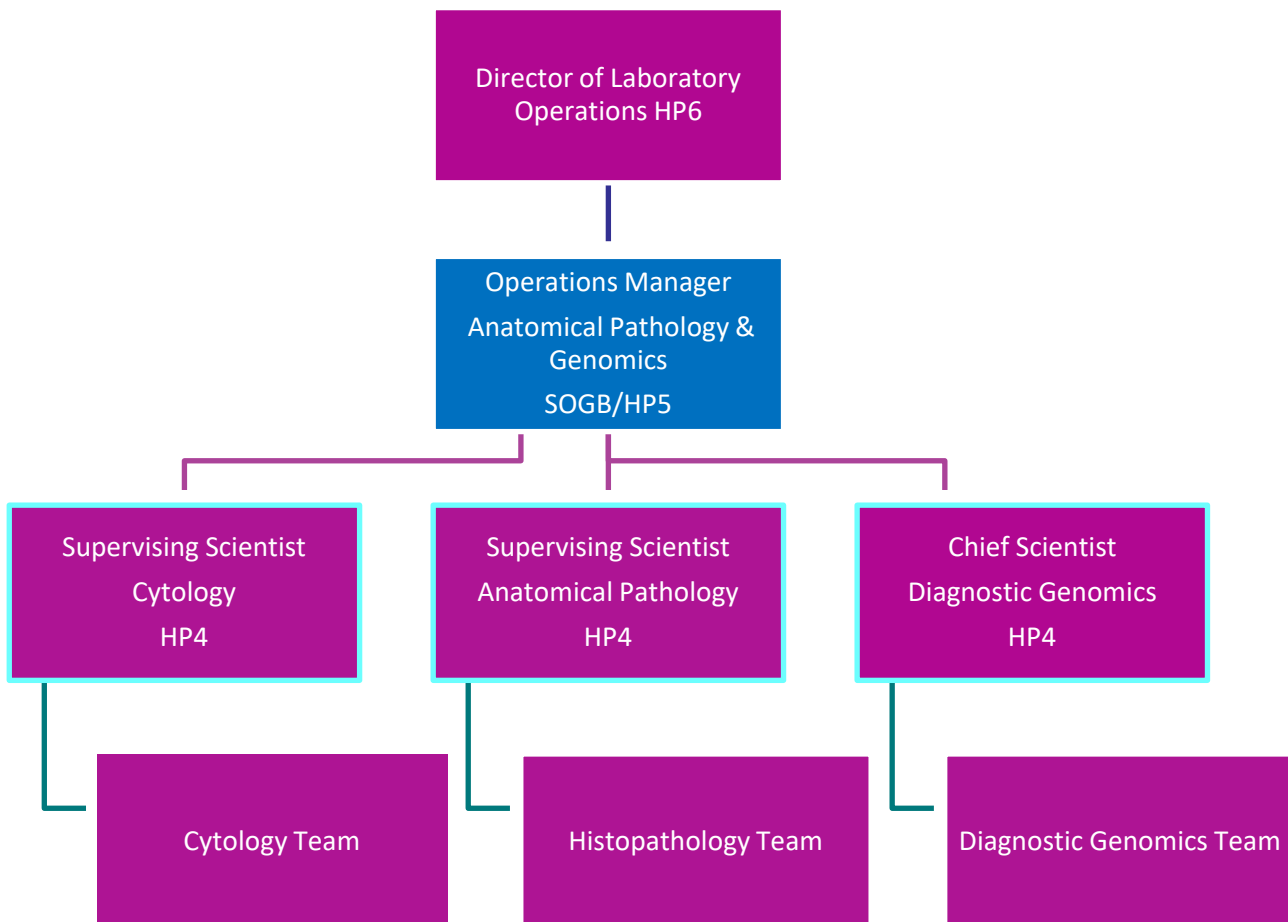 Director of Laboratory
Operations HP6
Operations Manager
Anatomical Pathology &
Genomics
SOGB/HP5
Supervising Scientist
Cytology
HP4
Supervising Scientist
Anatomical Pathology
HP4
Chief Scientist
Diagnostic Genomics
HP4
Cytology Team
Histopathology Team
Diagnostic Genomics Team